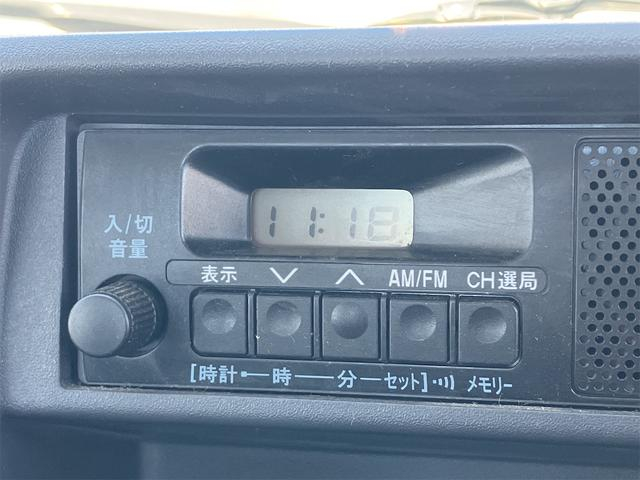 11:18
入/切
音量
表示 ∨ ∧ AM/FM CH選局
[時計 時 分 セット] メモリー